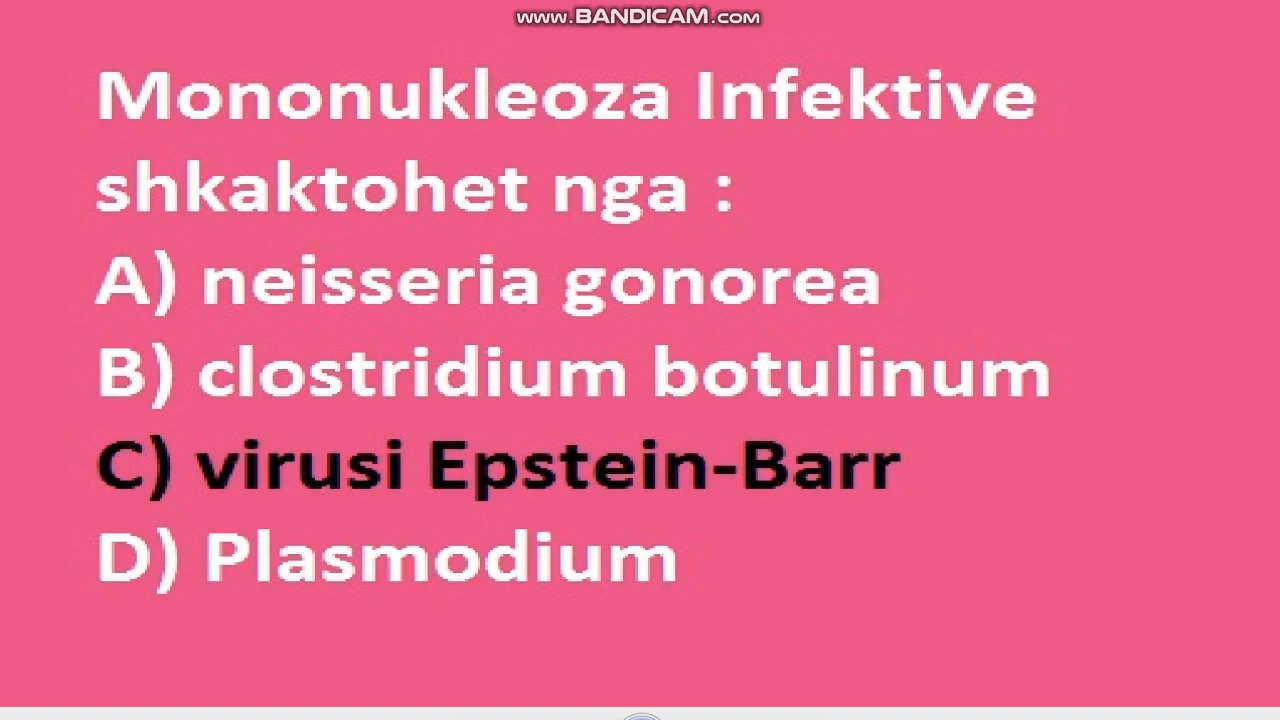 www.BANDICAM.com
Mononukleoza Infektive
shkaktohet nga :
A) neisseria gonorea
B) clostridium botulinum
C) virusi Epstein-Barr
D) Plasmodium